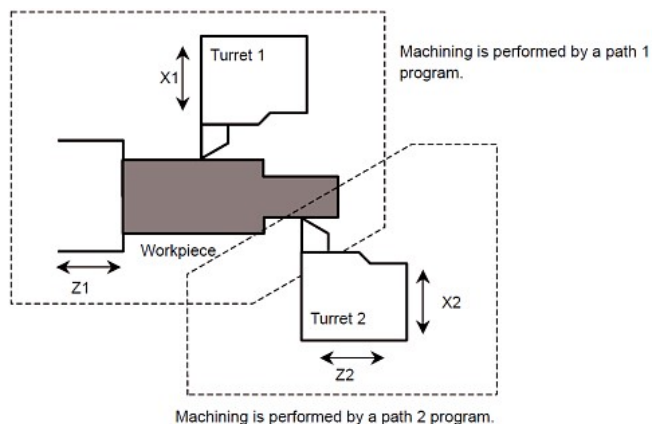 Turret 1
X1
Machining is performed by a path 1
program.
Workpiece
Z1
Turret 2
X2
Z2
Machining is performed by a path 2 program.